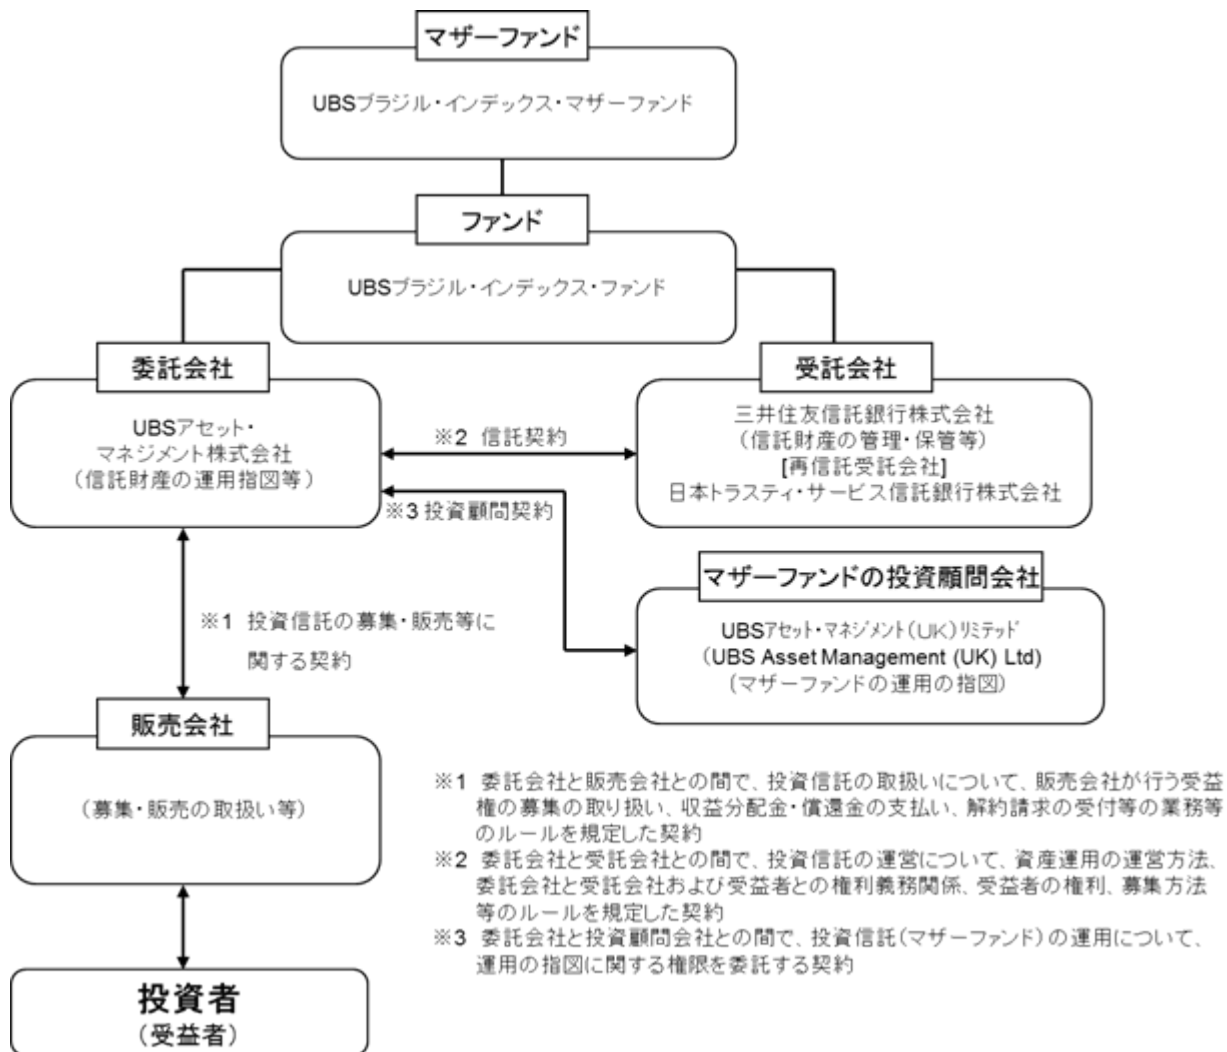 マザーファンド
UBSブラジル・インデックス・マザーファンド
ファンド
UBSブラジル・インデックス・ファンド
委託会社
UBSアセット・
マネジメント株式会社
(信託財産の運用指図等)
受託会社
三井住友信託銀行株式会社
(信託財産の管理・保管等)
[再信託受託会社]
日本トラスティ・サービス信託銀行株式会社
※2 信託契約
※3 投資顧問契約
マザーファンドの投資顧問会社
UBSアセット・マネジメント(UK)リミテッド
(UBS Asset Management (UK) Ltd)
(マザーファンドの運用の指図)
※1 投資信託の募集・販売等に
関する契約
販売会社
(募集・販売の取扱い等)
投資者
(受益者)
※1 委託会社と販売会社との間で、投資信託の取扱いについて、販売会社が行う受益
権の募集の取り扱い、収益分配金・償還金の支払い、解約請求の受付等の業務等
のルールを規定した契約
※2 委託会社と受託会社との間で、投資信託の運営について、資産運用の運営方法、
委託会社と受託会社および受益者との権利義務関係、受益者の権利、募集方法
等のルールを規定した契約
※3 委託会社と投資顧問会社との間で、投資信託(マザーファンド)の運用について、
運用の指図に関する権限を委託する契約